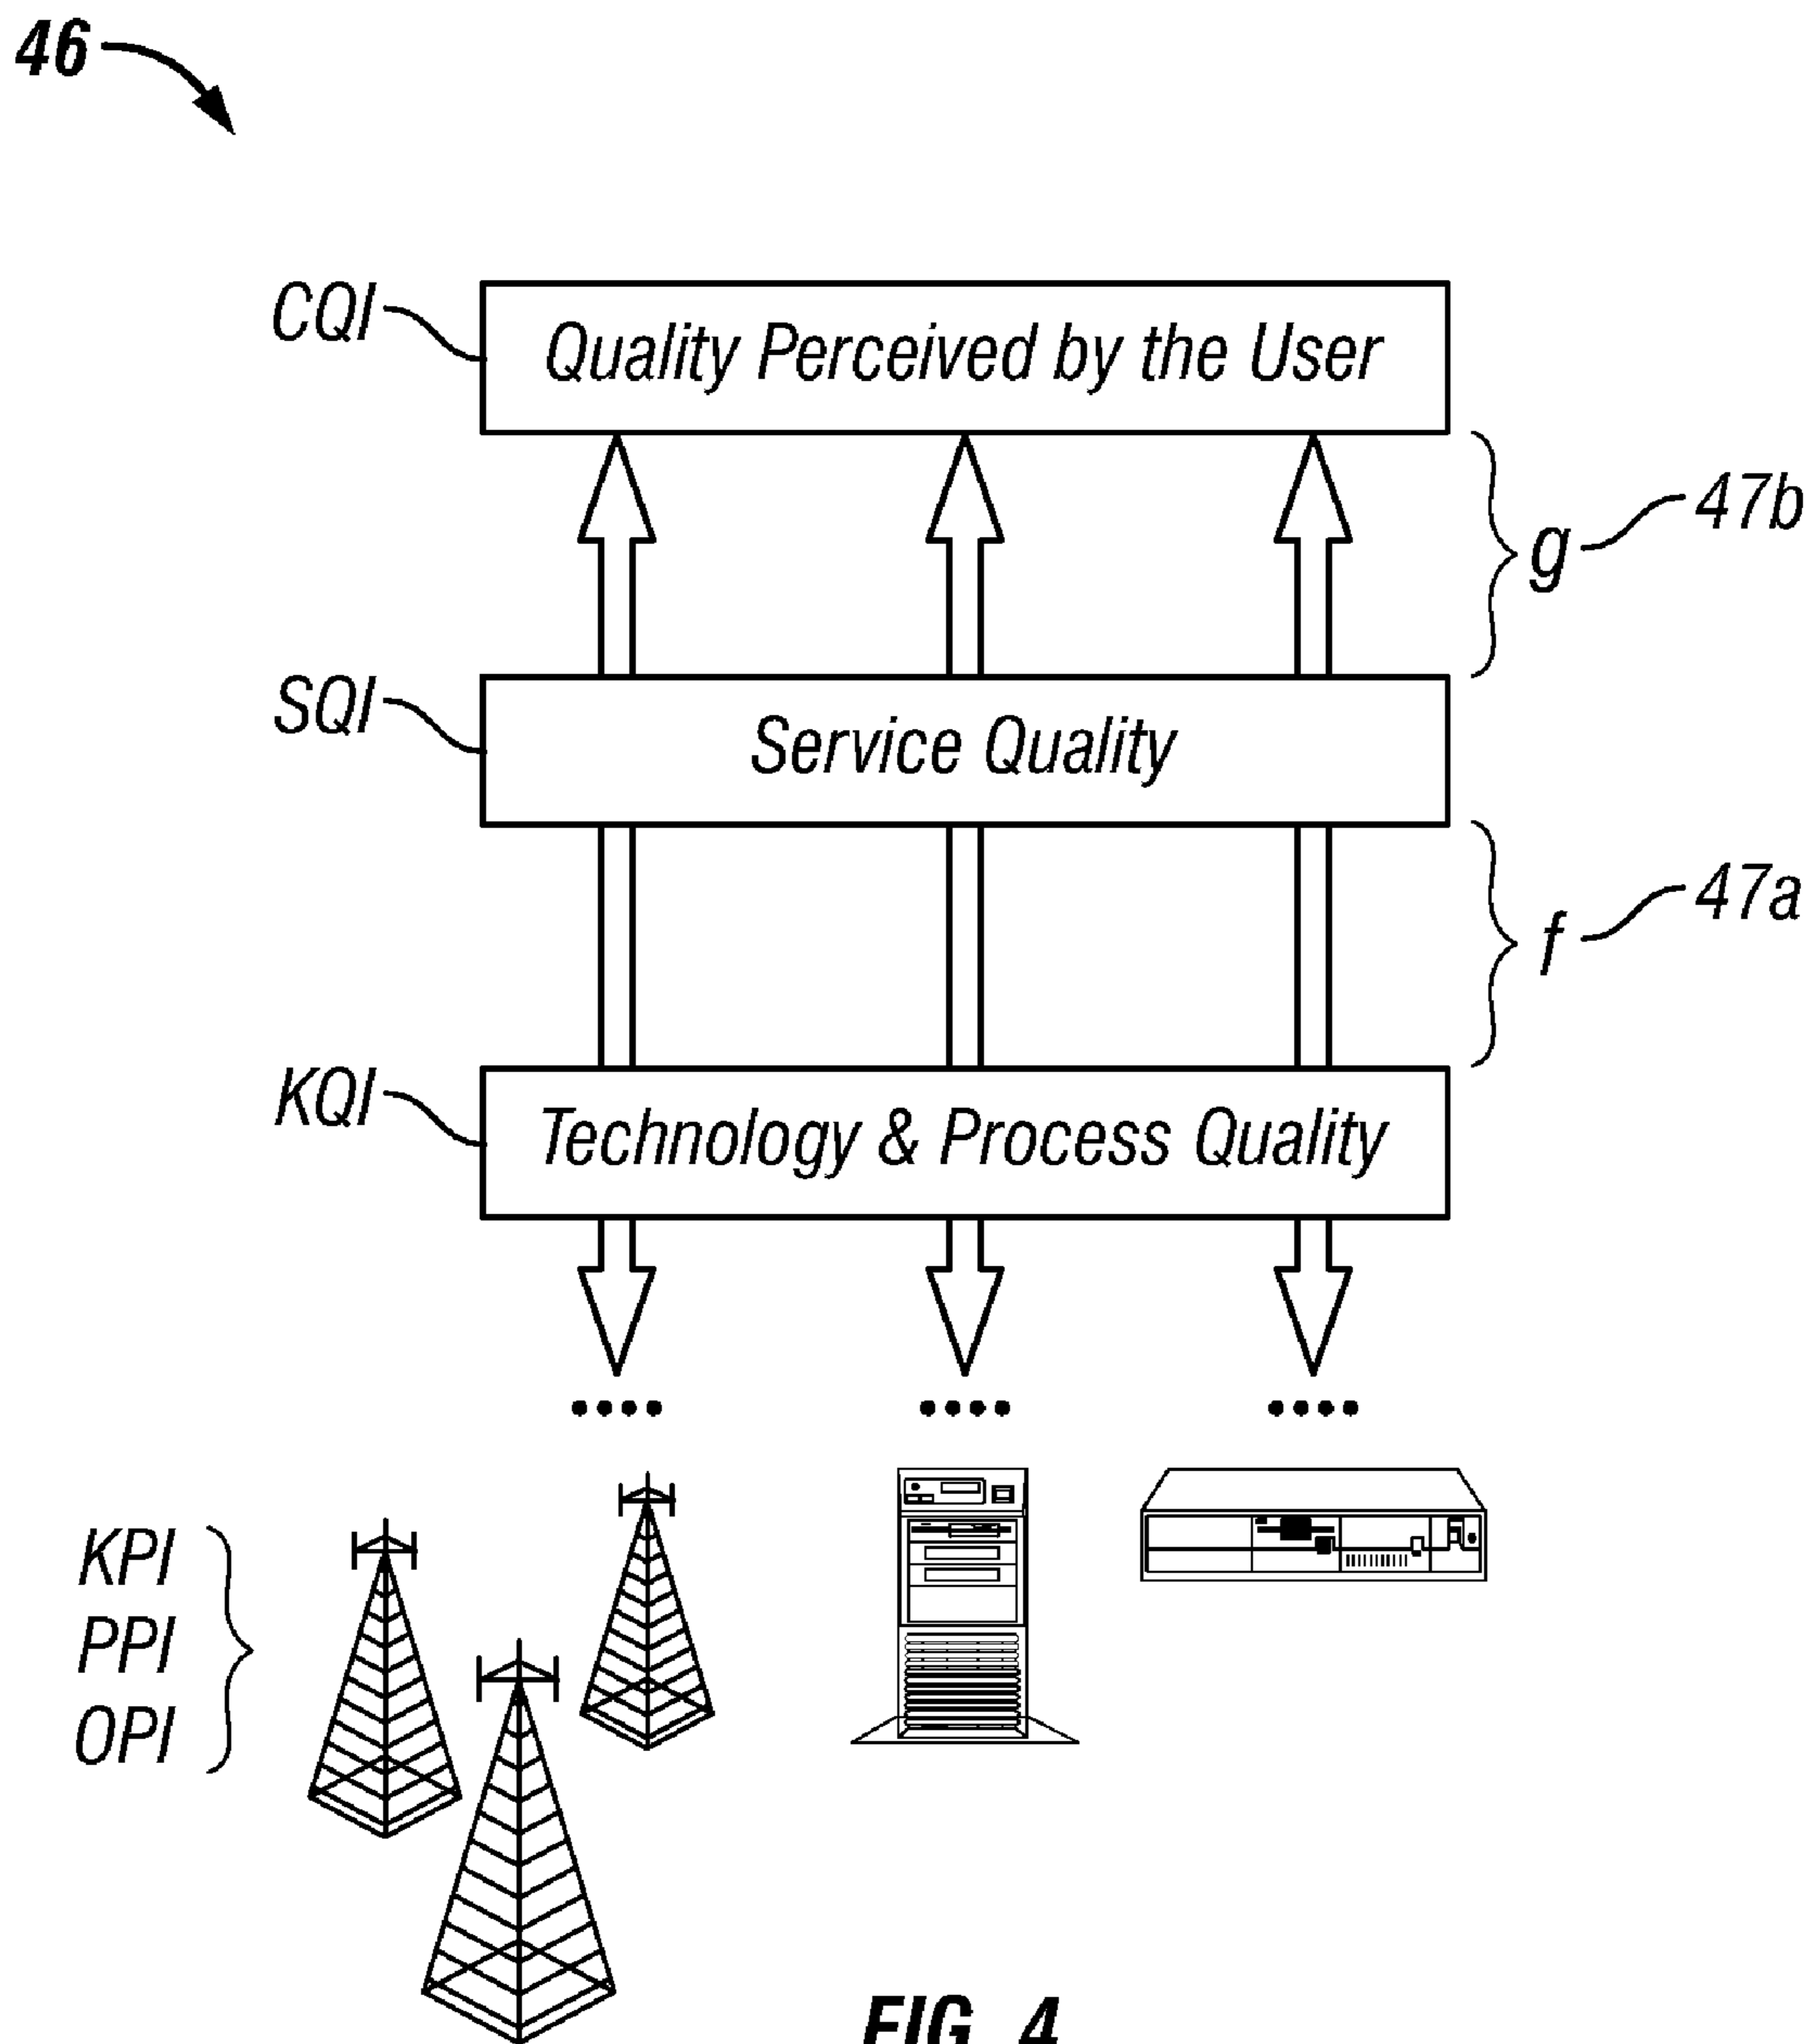 46
CQI
Quality Perceived by the User
g
47b
SQI
Service Quality
f
47a
KQI
Technology & Process Quality
KPI
PPI
OPI
FIG. 4